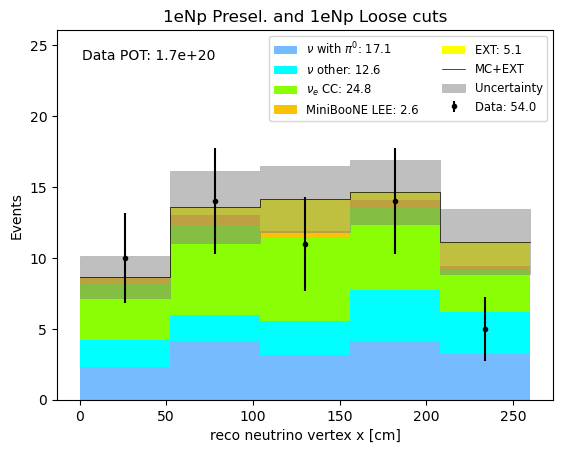 1eNp Presel. and 1eNp Loose cuts
Data POT: 1.7e+20
ν with π⁰: 17.1
ν other: 12.6
νₑ CC: 24.8
MiniBooNE LEE: 2.6
EXT: 5.1
MC+EXT
Uncertainty
Data: 54.0
Events
25
20
15
10
5
0
0 50 100 150 200 250
reco neutrino vertex x [cm]